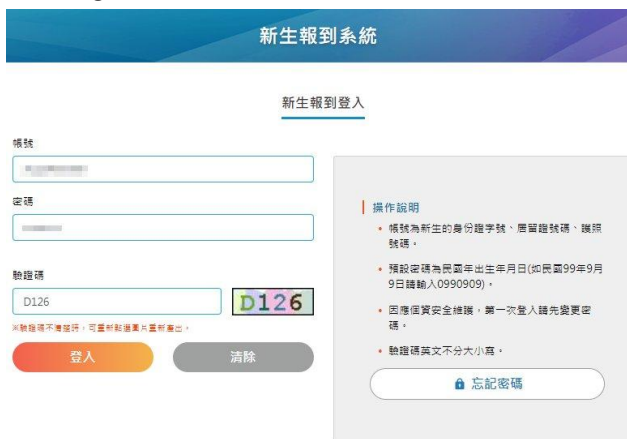 新生報到系統
新生報到登入
帳號
密碼
驗證碼
D126
D126
※驗證碼不清楚時，可重新點選圖片重新產出。
登入
清除
操作說明
• 帳號為新生的身份證字號、居留證號碼、護照
號碼。
• 預設密碼為民國年出生年月日(如民國99年9月
9日請輸入0990909)。
• 因應個資安全維護，第一次登入請先變更密
碼。
• 驗證碼英文不分大小寫。
忘記密碼